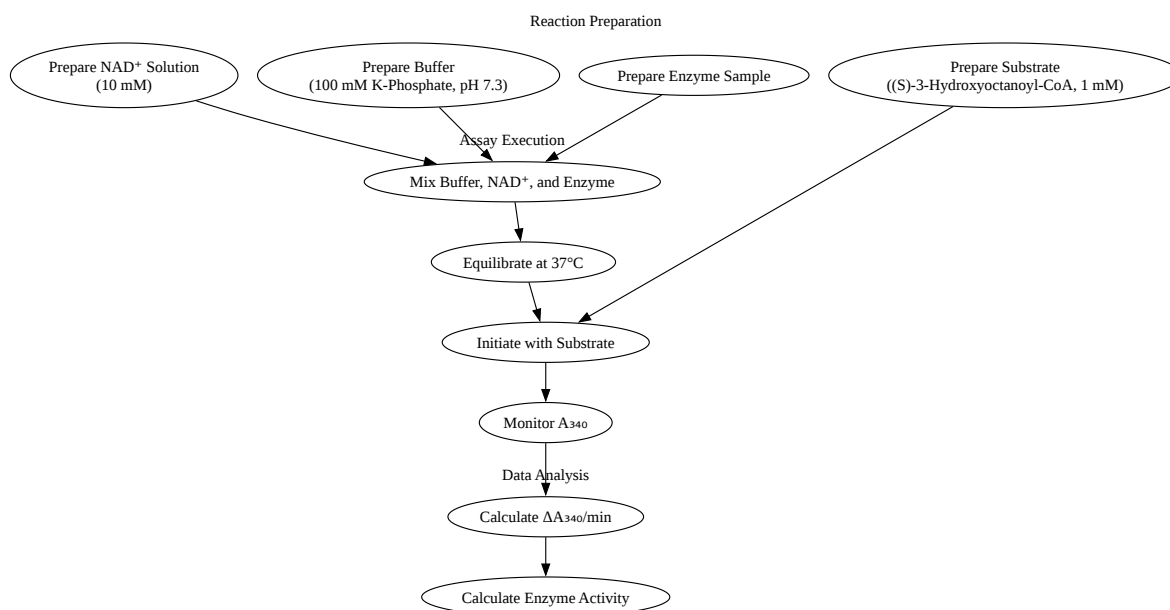 Reaction Preparation
Prepare NAD⁺ Solution
(10 mM)
Prepare Buffer
(100 mM K-Phosphate, pH 7.3)
Prepare Enzyme Sample
Prepare Substrate
((S)-3-Hydroxyoctanoyl-CoA, 1 mM)
Assay Execution
Mix Buffer, NAD⁺, and Enzyme
Equilibrate at 37°C
Initiate with Substrate
Monitor A₃₄₀
Data Analysis
Calculate ΔA₃₄₀/min
Calculate Enzyme Activity